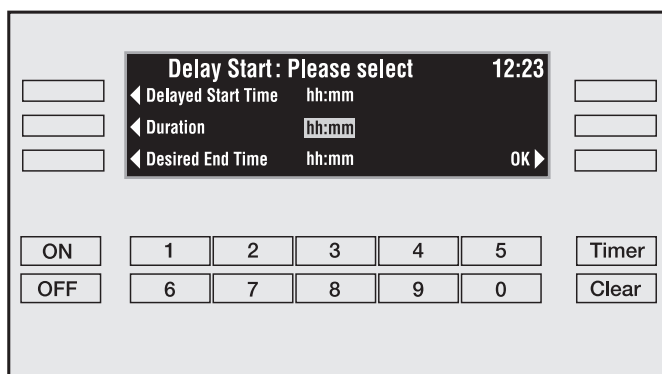 Delay Start: Please select 12:23
Delayed Start Time hh:mm
Duration hh:mm
Desired End Time hh:mm OK
ON 1 2 3 4 5 Timer
OFF 6 7 8 9 0 Clear